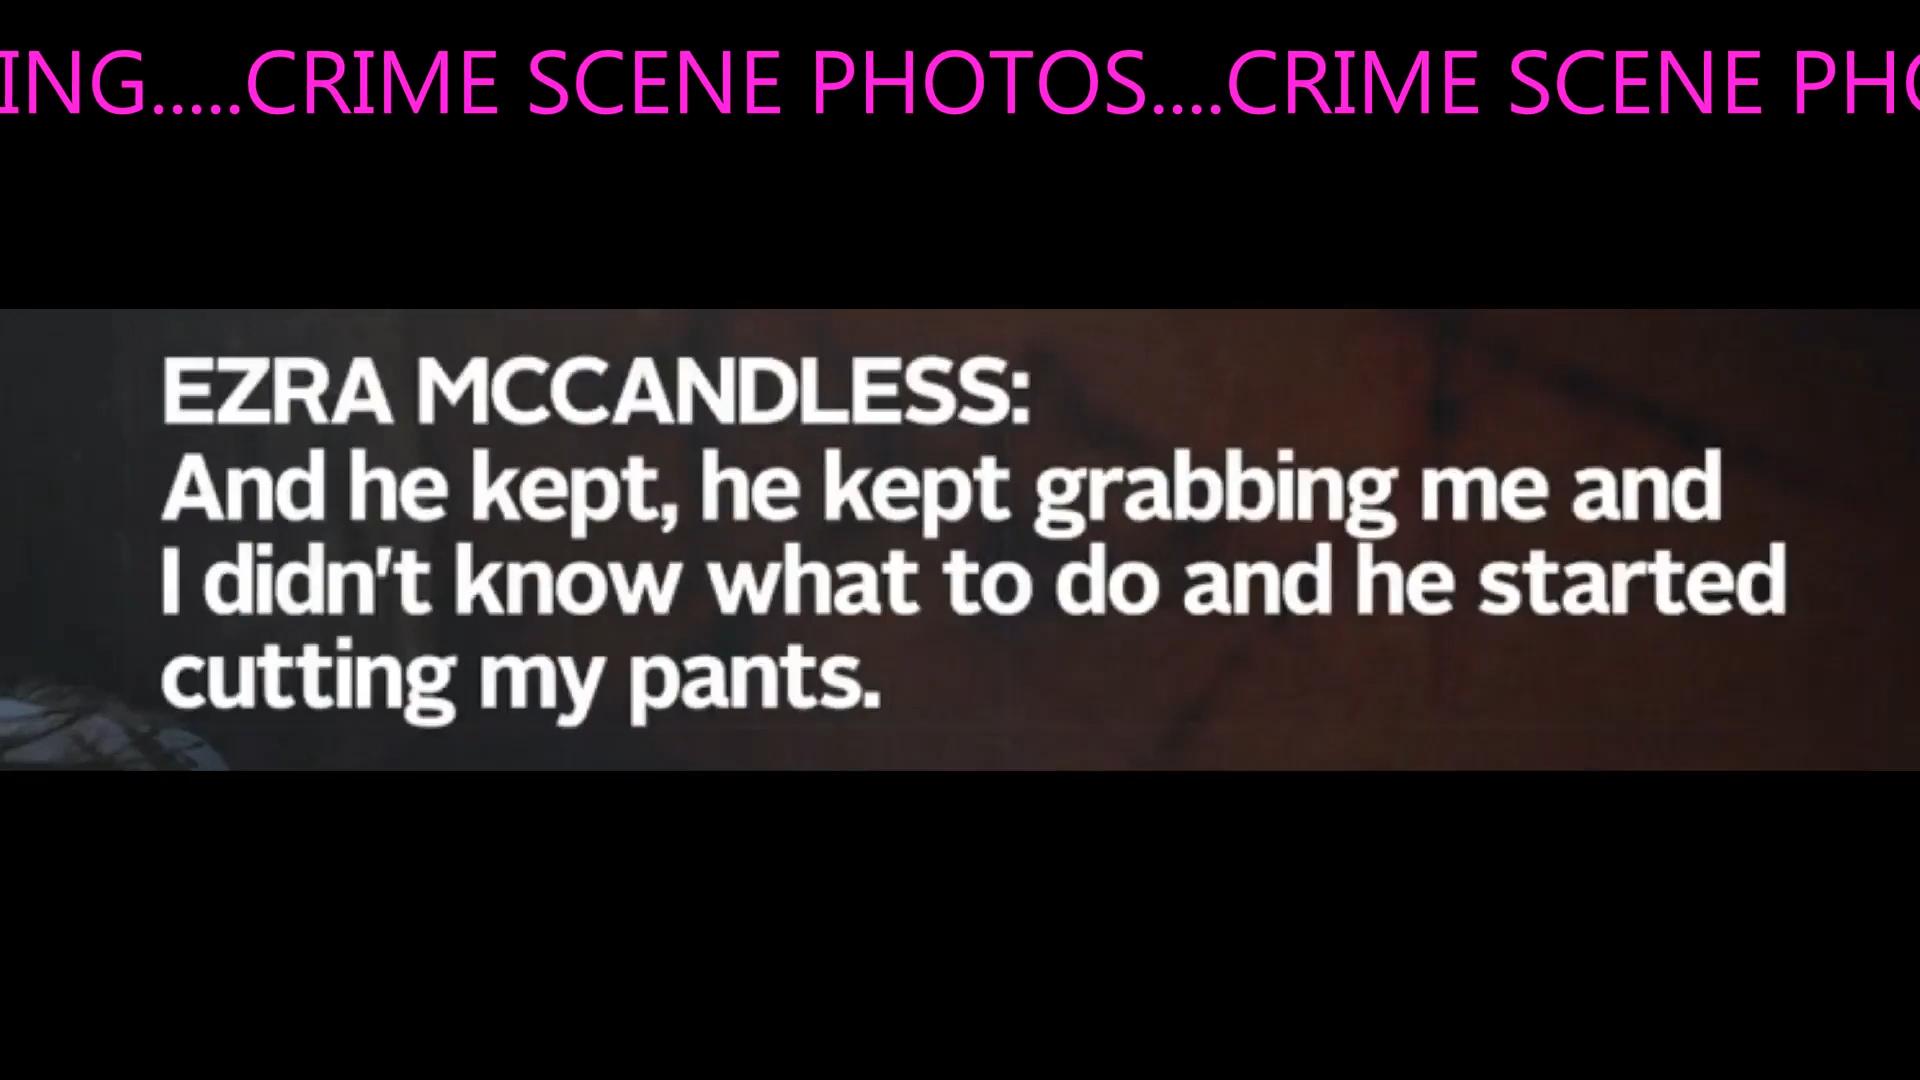 ING.....CRIME SCENE PHOTOS....CRIME SCENE PHO
EZRA MCCANDLESS:
And he kept, he kept grabbing me and
I didn't know what to do and he started
cutting my pants.